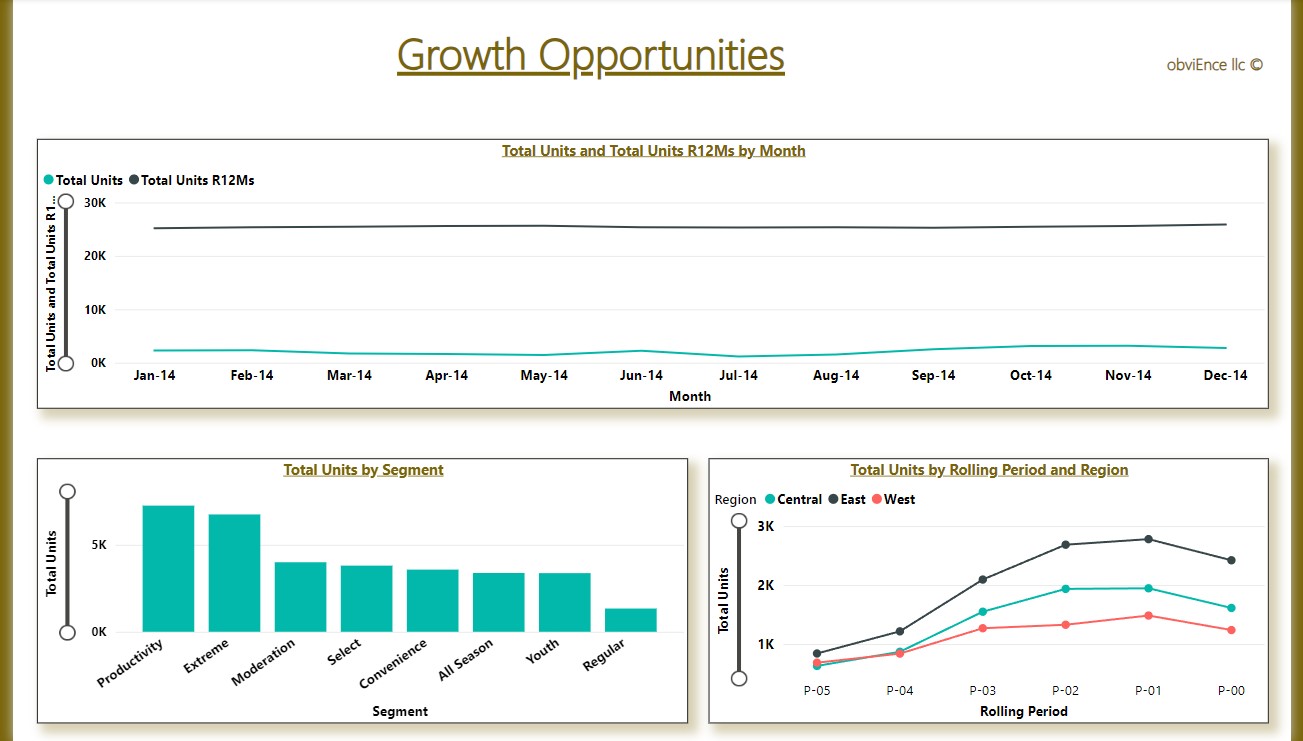 Growth Opportunities
obviEnce llc ©
Total Units and Total Units R12Ms by Month
Total Units Total Units R12Ms
Total Units and Total Units R1...
30K
20K
10K
0K
Jan-14 Feb-14 Mar-14 Apr-14 May-14 Jun-14 Jul-14 Aug-14 Sep-14 Oct-14 Nov-14 Dec-14
Month
Total Units by Segment
Total Units
5K
0K
Productivity Extreme Moderation Select Convenience All Season Youth Regular
Segment
Total Units by Rolling Period and Region
Region Central East West
Total Units
3K
2K
1K
P-05 P-04 P-03 P-02 P-01 P-00
Rolling Period